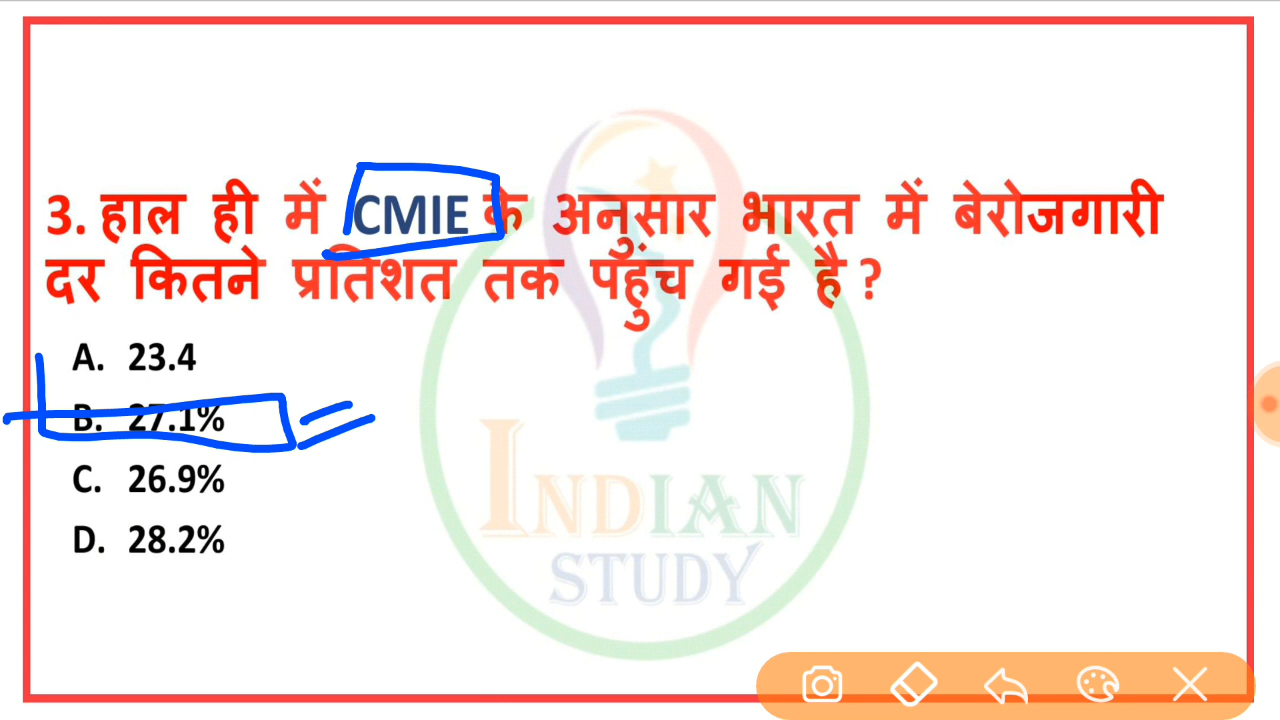 3. हाल ही में CMIE के अनुसार भारत में बेरोजगारी
दर कितने प्रतिशत तक पहुंच गई है ?
A. 23.4
B. 27.1%
C. 26.9%
D. 28.2%
INDIAN
STUDY